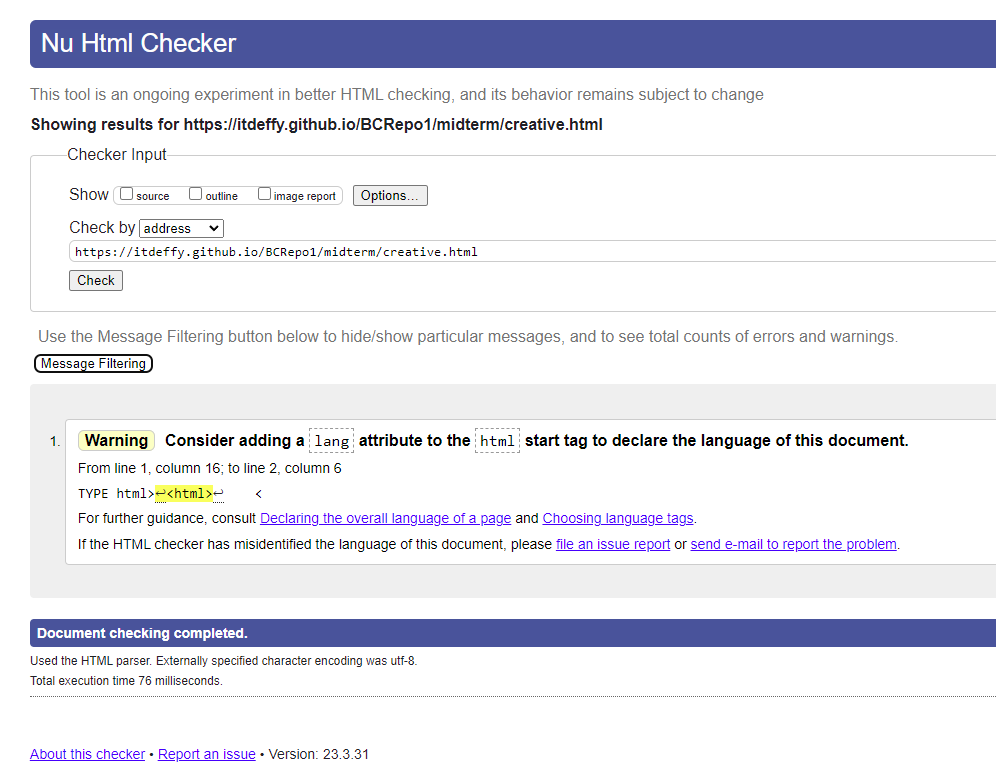 Nu Html Checker
This tool is an ongoing experiment in better HTML checking, and its behavior remains subject to change
Showing results for https://itdeffy.github.io/BCRepo1/midterm/creative.html
Checker Input
Show source outline image report Options...
Check by address
https://itdeffy.github.io/BCRepo1/midterm/creative.html
Check
Use the Message Filtering button below to hide/show particular messages, and to see total counts of errors and warnings.
Message Filtering
1. Warning Consider adding a lang attribute to the html start tag to declare the language of this document.
From line 1, column 16; to line 2, column 6
TYPE html>↩<html>↩ <
For further guidance, consult Declaring the overall language of a page and Choosing language tags.
If the HTML checker has misidentified the language of this document, please file an issue report or send e-mail to report the problem.
Document checking completed.
Used the HTML parser. Externally specified character encoding was utf-8.
Total execution time 76 milliseconds.
About this checker • Report an issue • Version: 23.3.31